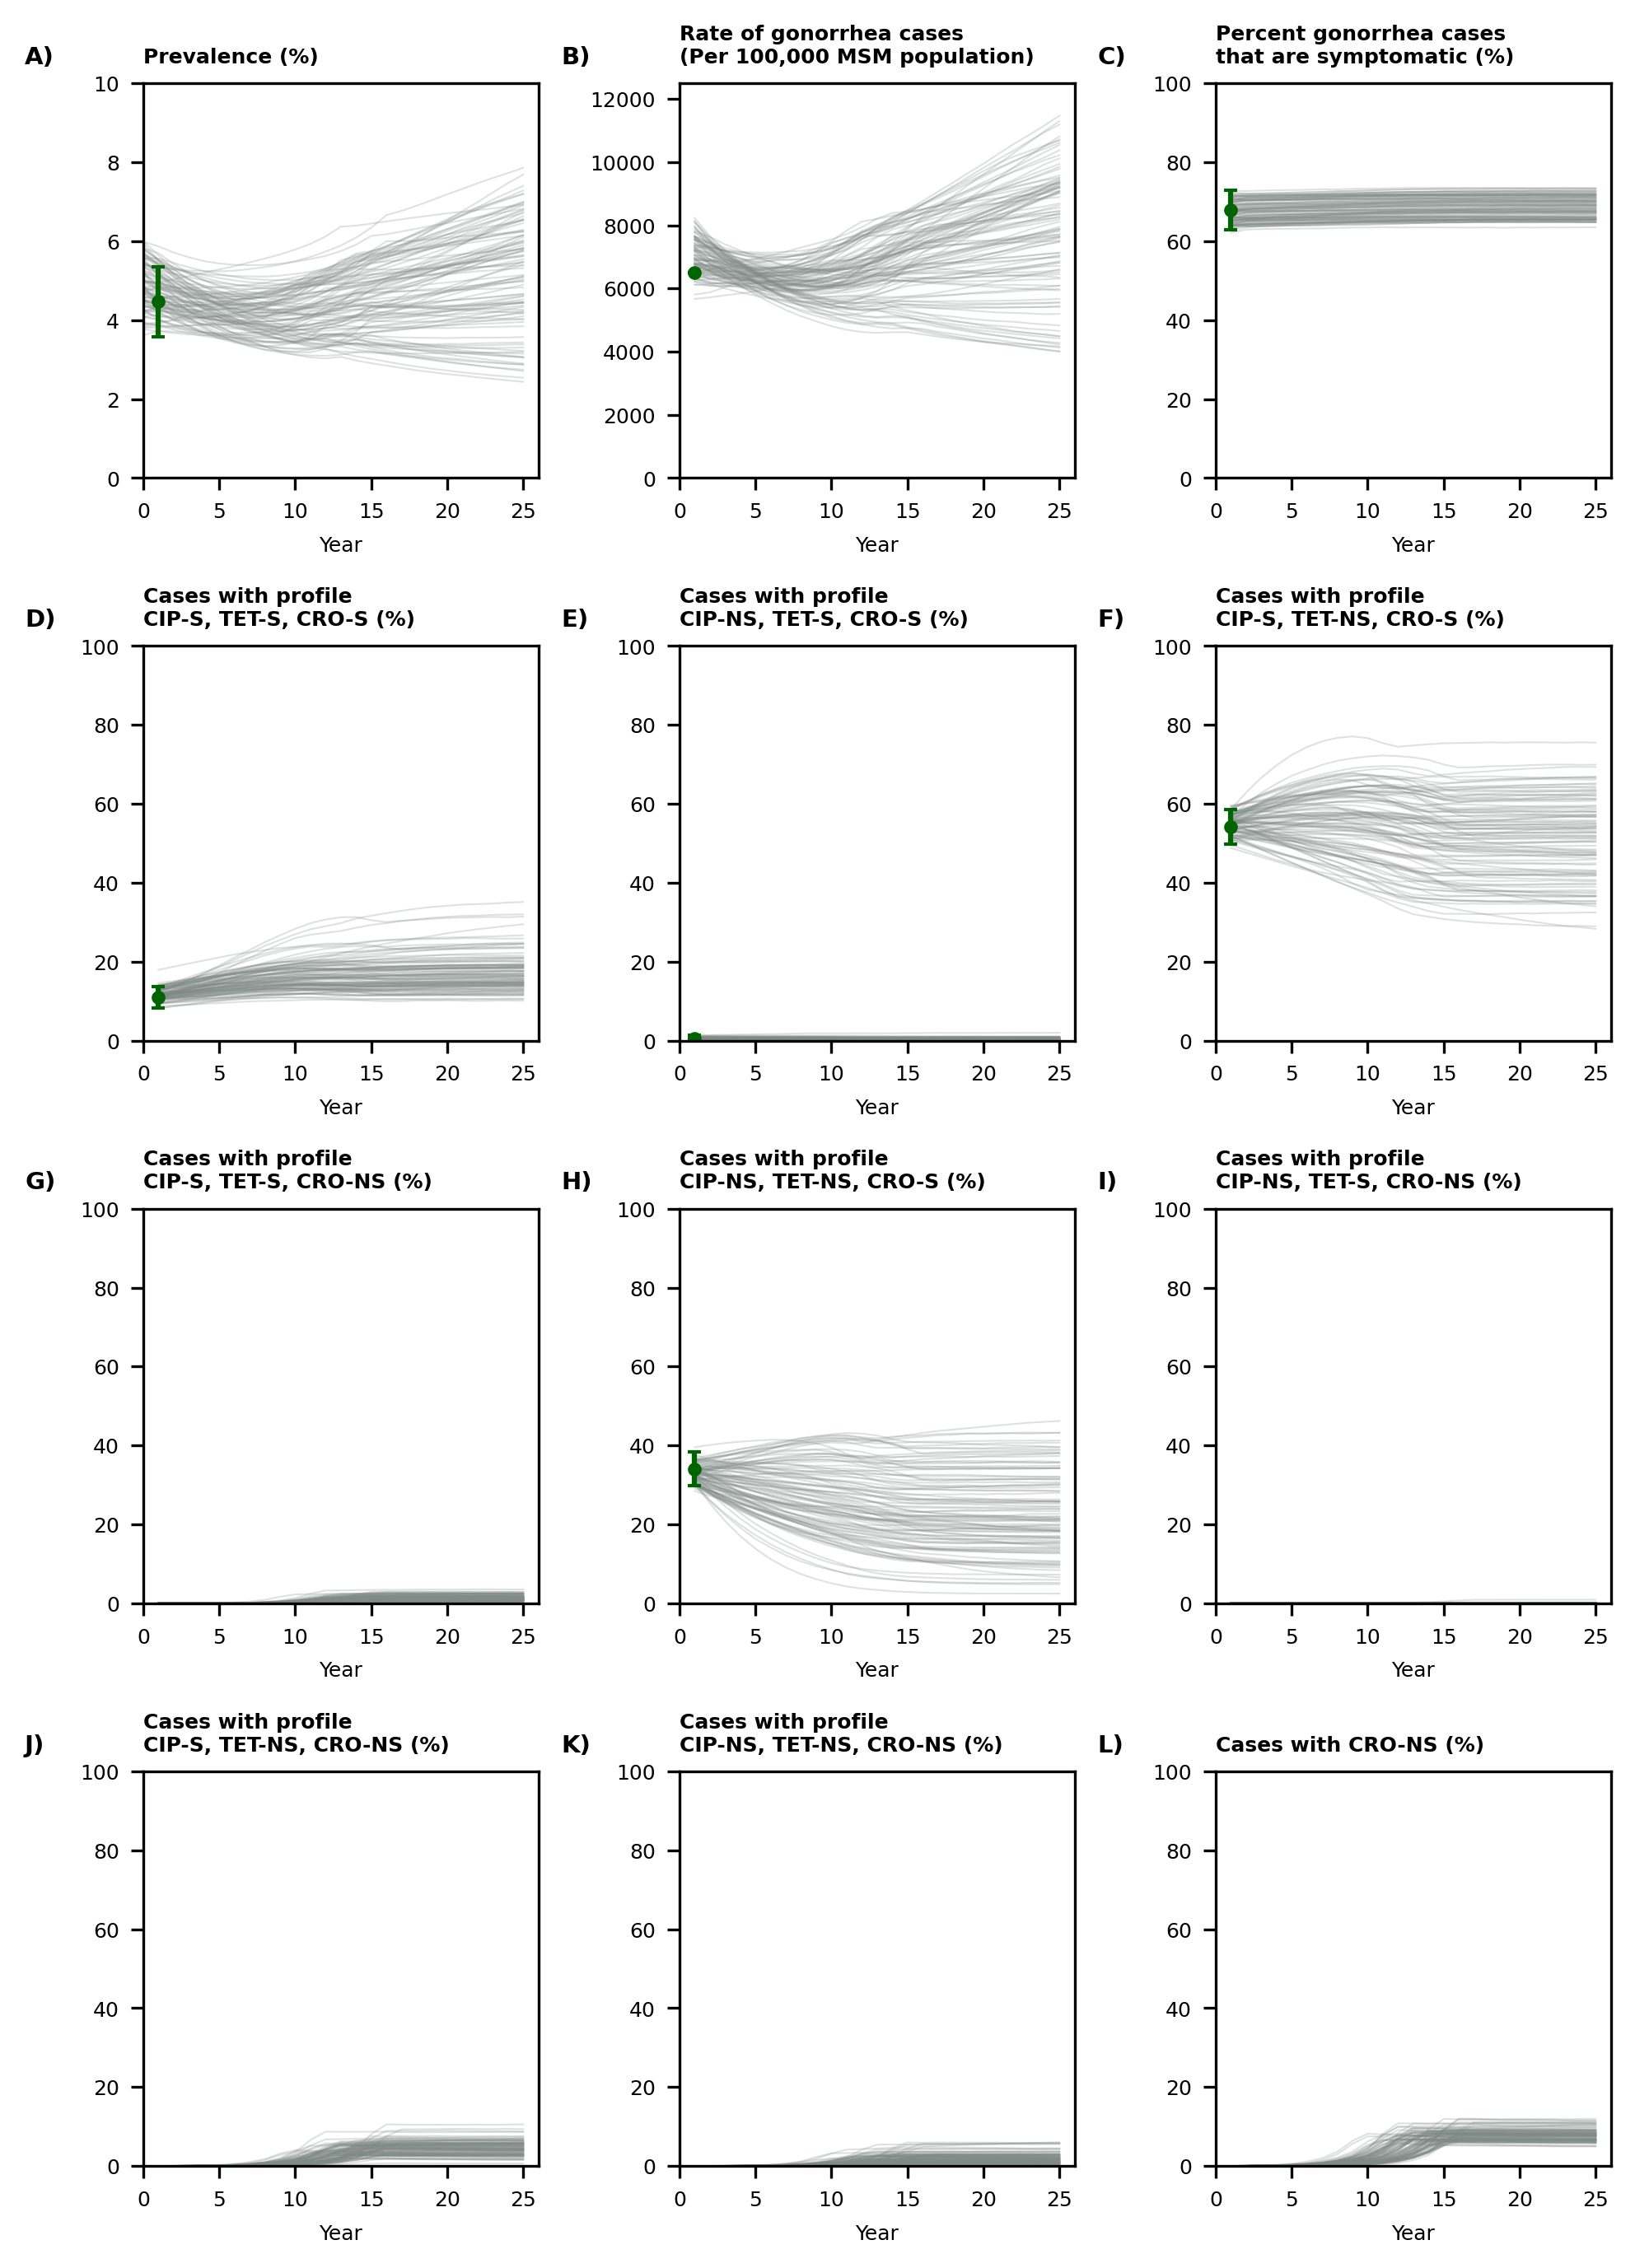 A)
Prevalence (%)
10
8
6
4
2
0
0 5 10 15 20 25
Year
B)
Rate of gonorrhea cases
(Per 100,000 MSM population)
12000
10000
8000
6000
4000
2000
0
0 5 10 15 20 25
Year
C)
Percent gonorrhea cases
that are symptomatic (%)
100
80
60
40
20
0
0 5 10 15 20 25
Year
D)
Cases with profile
CIP-S, TET-S, CRO-S (%)
100
80
60
40
20
0
0 5 10 15 20 25
Year
E)
Cases with profile
CIP-NS, TET-S, CRO-S (%)
100
80
60
40
20
0
0 5 10 15 20 25
Year
F)
Cases with profile
CIP-S, TET-NS, CRO-S (%)
100
80
60
40
20
0
0 5 10 15 20 25
Year
G)
Cases with profile
CIP-S, TET-S, CRO-NS (%)
100
80
60
40
20
0
0 5 10 15 20 25
Year
H)
Cases with profile
CIP-NS, TET-NS, CRO-S (%)
100
80
60
40
20
0
0 5 10 15 20 25
Year
I)
Cases with profile
CIP-NS, TET-S, CRO-NS (%)
100
80
60
40
20
0
0 5 10 15 20 25
Year
J)
Cases with profile
CIP-S, TET-NS, CRO-NS (%)
100
80
60
40
20
0
0 5 10 15 20 25
Year
K)
Cases with profile
CIP-NS, TET-NS, CRO-NS (%)
100
80
60
40
20
0
0 5 10 15 20 25
Year
L)
Cases with CRO-NS (%)
100
80
60
40
20
0
0 5 10 15 20 25
Year